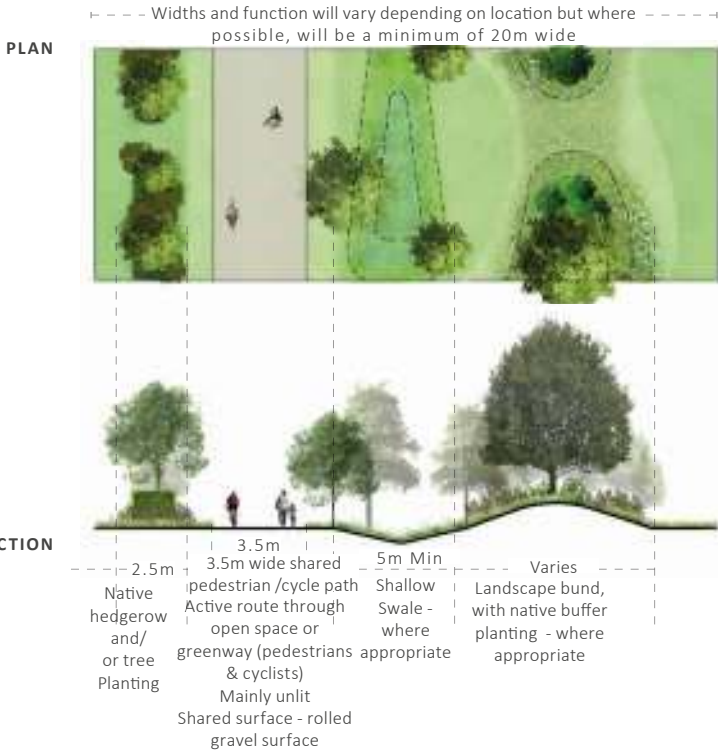 Widths and function will vary depending on location but where
possible, will be a minimum of 20m wide
PLAN
CTION
2.5m
Native
hedgerow
and/
or tree
Planting
3.5m
3.5m wide shared
pedestrian /cycle path
Active route through
open space or
greenway (pedestrians
& cyclists)
Mainly unlit
Shared surface - rolled
gravel surface
5m Min
Shallow
Swale -
where
appropriate
Varies
Landscape bund,
with native buffer
planting - where
appropriate